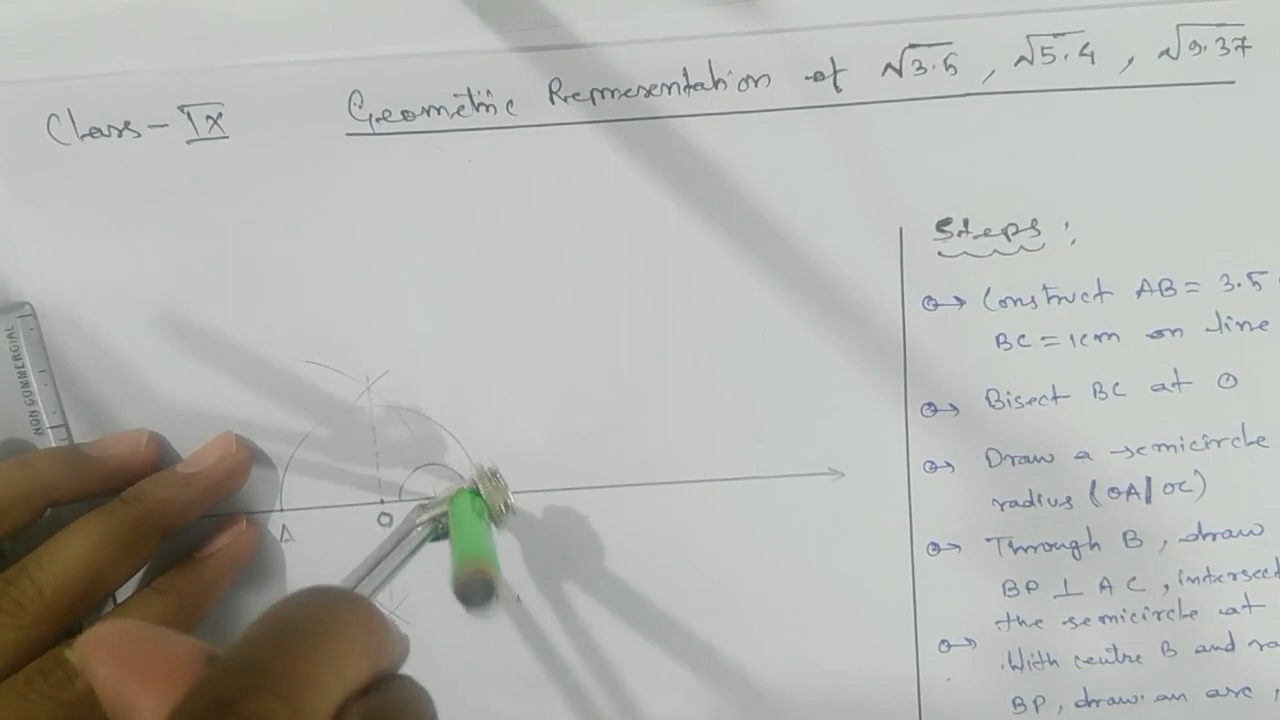 Class - IX
Geometric Representation of √3.5, √5.4, √9.37
Steps:
Construct AB = 3.5
BC = 1cm on line
Bisect BC at O
Draw a semicircle
radius (OA/OC)
Through B, draw
BP ⊥ AC, intersect
the semicircle at
With centre B and ra
BP, draw an arc,
NON COMMERCIAL
A
O